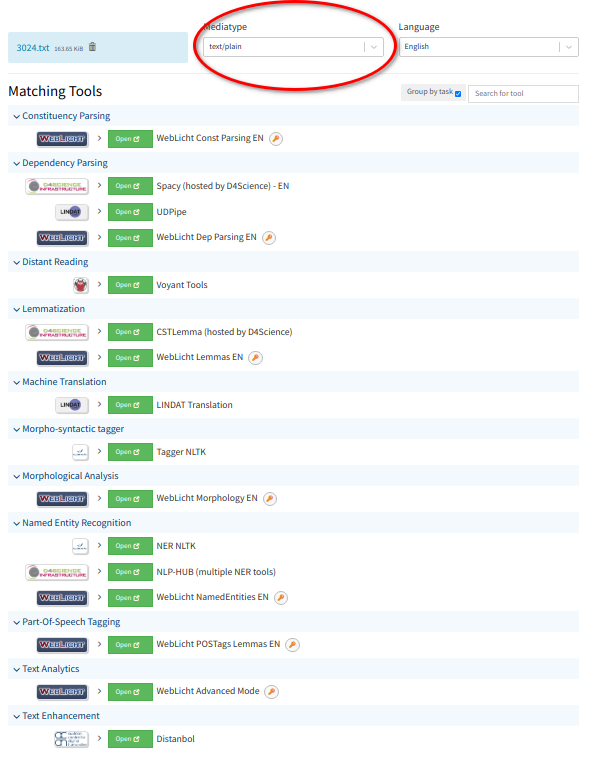 Mediatype
Language
3024.txt 163.65 KiB
text/plain
English
Matching Tools
Group by task
Search for tool
Constituency Parsing
WEBLICHT Open WebLicht Const Parsing EN
Dependency Parsing
D4SCIENCE INFRASTRUCTURE Open Spacy (hosted by D4Science) - EN
LINDAT Open UDPipe
WEBLICHT Open WebLicht Dep Parsing EN
Distant Reading
Open Voyant Tools
Lemmatization
D4SCIENCE INFRASTRUCTURE Open CSTLemma (hosted by D4Science)
WEBLICHT Open WebLicht Lemmas EN
Machine Translation
LINDAT Open LINDAT Translation
Morpho-syntactic tagger
Open Tagger NLTK
Morphological Analysis
WEBLICHT Open WebLicht Morphology EN
Named Entity Recognition
Open NER NLTK
D4SCIENCE INFRASTRUCTURE Open NLP-HUB (multiple NER tools)
WEBLICHT Open WebLicht NamedEntities EN
Part-Of-Speech Tagging
WEBLICHT Open WebLicht POSTags Lemmas EN
Text Analytics
WEBLICHT Open WebLicht Advanced Mode
Text Enhancement
Open Distanbol